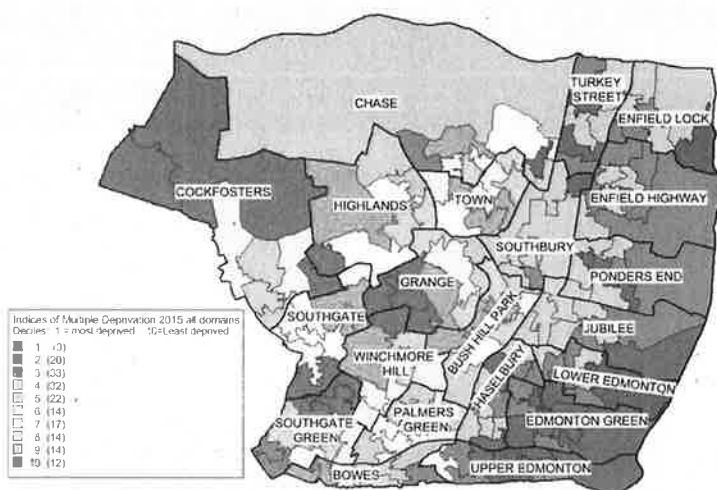 CHASE
TURKEY
STREET
ENFIELD LOCK
COCKFOSTERS
HIGHLANDS
TOWN
ENFIELD HIGHWAY
SOUTHBURY
GRANGE
PONDERS END
SOUTHGATE
BUSH HILL PARK
JUBILEE
WINCHMORE
HILL
HASELBURY
LOWER EDMONTON
SOUTHGATE
GREEN
PALMERS
GREEN
EDMONTON GREEN
BOWES
UPPER EDMONTON
Indices of Multiple Deprivation 2015 all domains
Deciles: 1 = most deprived 10=Least deprived
1 (3)
2 (20)
3 (33)
4 (32)
5 (22)
6 (14)
7 (17)
8 (14)
9 (14)
10 (12)